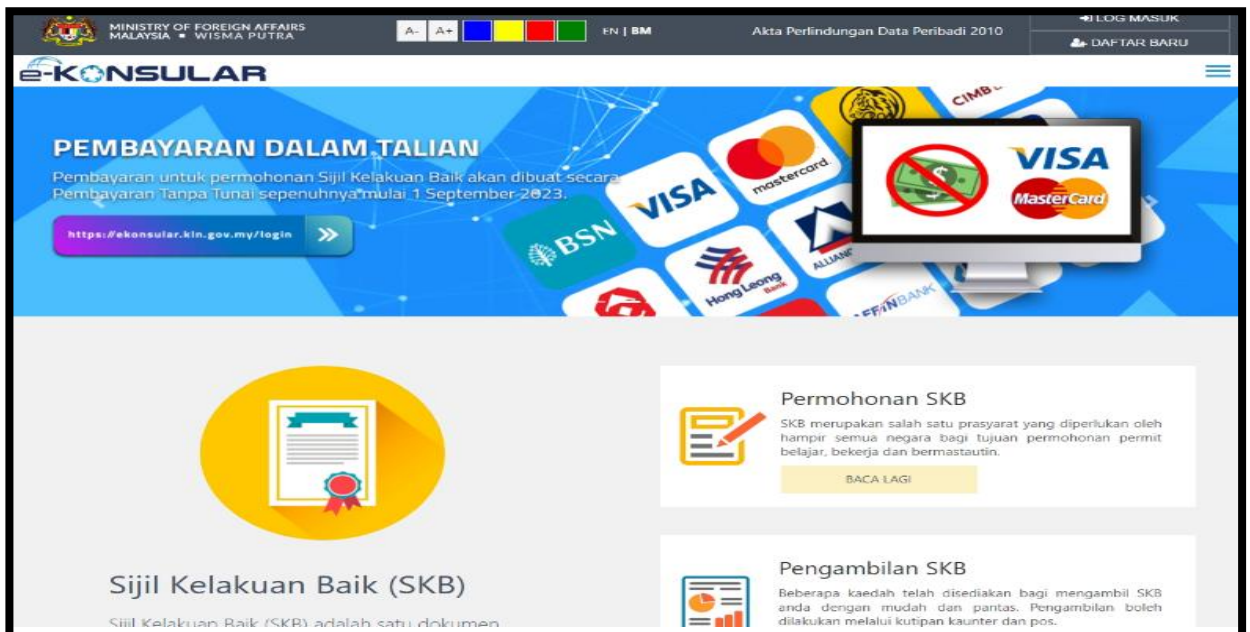 MINISTRY OF FOREIGN AFFAIRS
MALAYSIA ▪ WISMA PUTRA
A- A+
EN | BM
Akta Perlindungan Data Peribadi 2010
LOG MASUK
DAFTAR BARU
e-KONSULAR
PEMBAYARAN DALAM TALIAN
Pembayaran untuk permohonan Sijil Kelakuan Baik akan dibuat secara
Pembayaran Tanpa Tunai sepenuhnya mulai 1 September 2023.
https://ekonsular.kln.gov.my/login
CIMB
mastercard
VISA
BSN
Hong Leong
Bank
AFFINBANK
VISA
MasterCard
Permohonan SKB
SKB merupakan salah satu prasyarat yang diperlukan oleh
hampir semua negara bagi tujuan permohonan permit
belajar, bekerja dan bermastautin.
BACA LAGI
Sijil Kelakuan Baik (SKB)
Sijil Kelakuan Baik (SKB) adalah satu dokumen
Pengambilan SKB
Beberapa kaedah telah disediakan bagi mengambil SKB
anda dengan mudah dan pantas. Pengambilan boleh
dilakukan melalui kutipan kaunter dan pos.